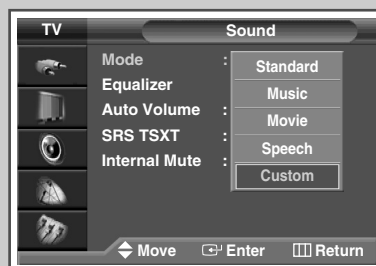 TV Sound
Mode :
Equalizer
Auto Volume :
SRS TSXT :
Internal Mute :
Standard
Music
Movie
Speech
Custom
Move Enter Return